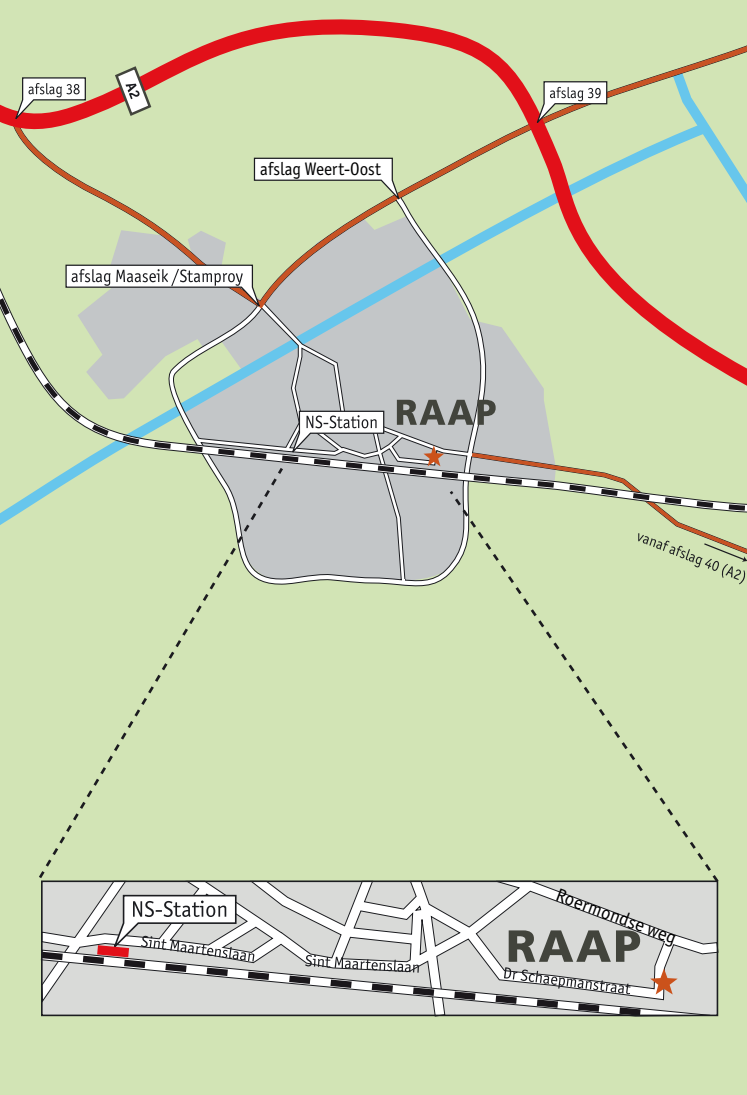 afslag 38
A2
afslag 39
afslag Weert-Oost
afslag Maaseik /Stamproy
RAAP
NS-Station
vanaf afslag 40 (A2)
NS-Station
Roermondse weg
RAAP
Sint Maartenslaan
Sint Maartenslaan
Dr Schaepmanstraat